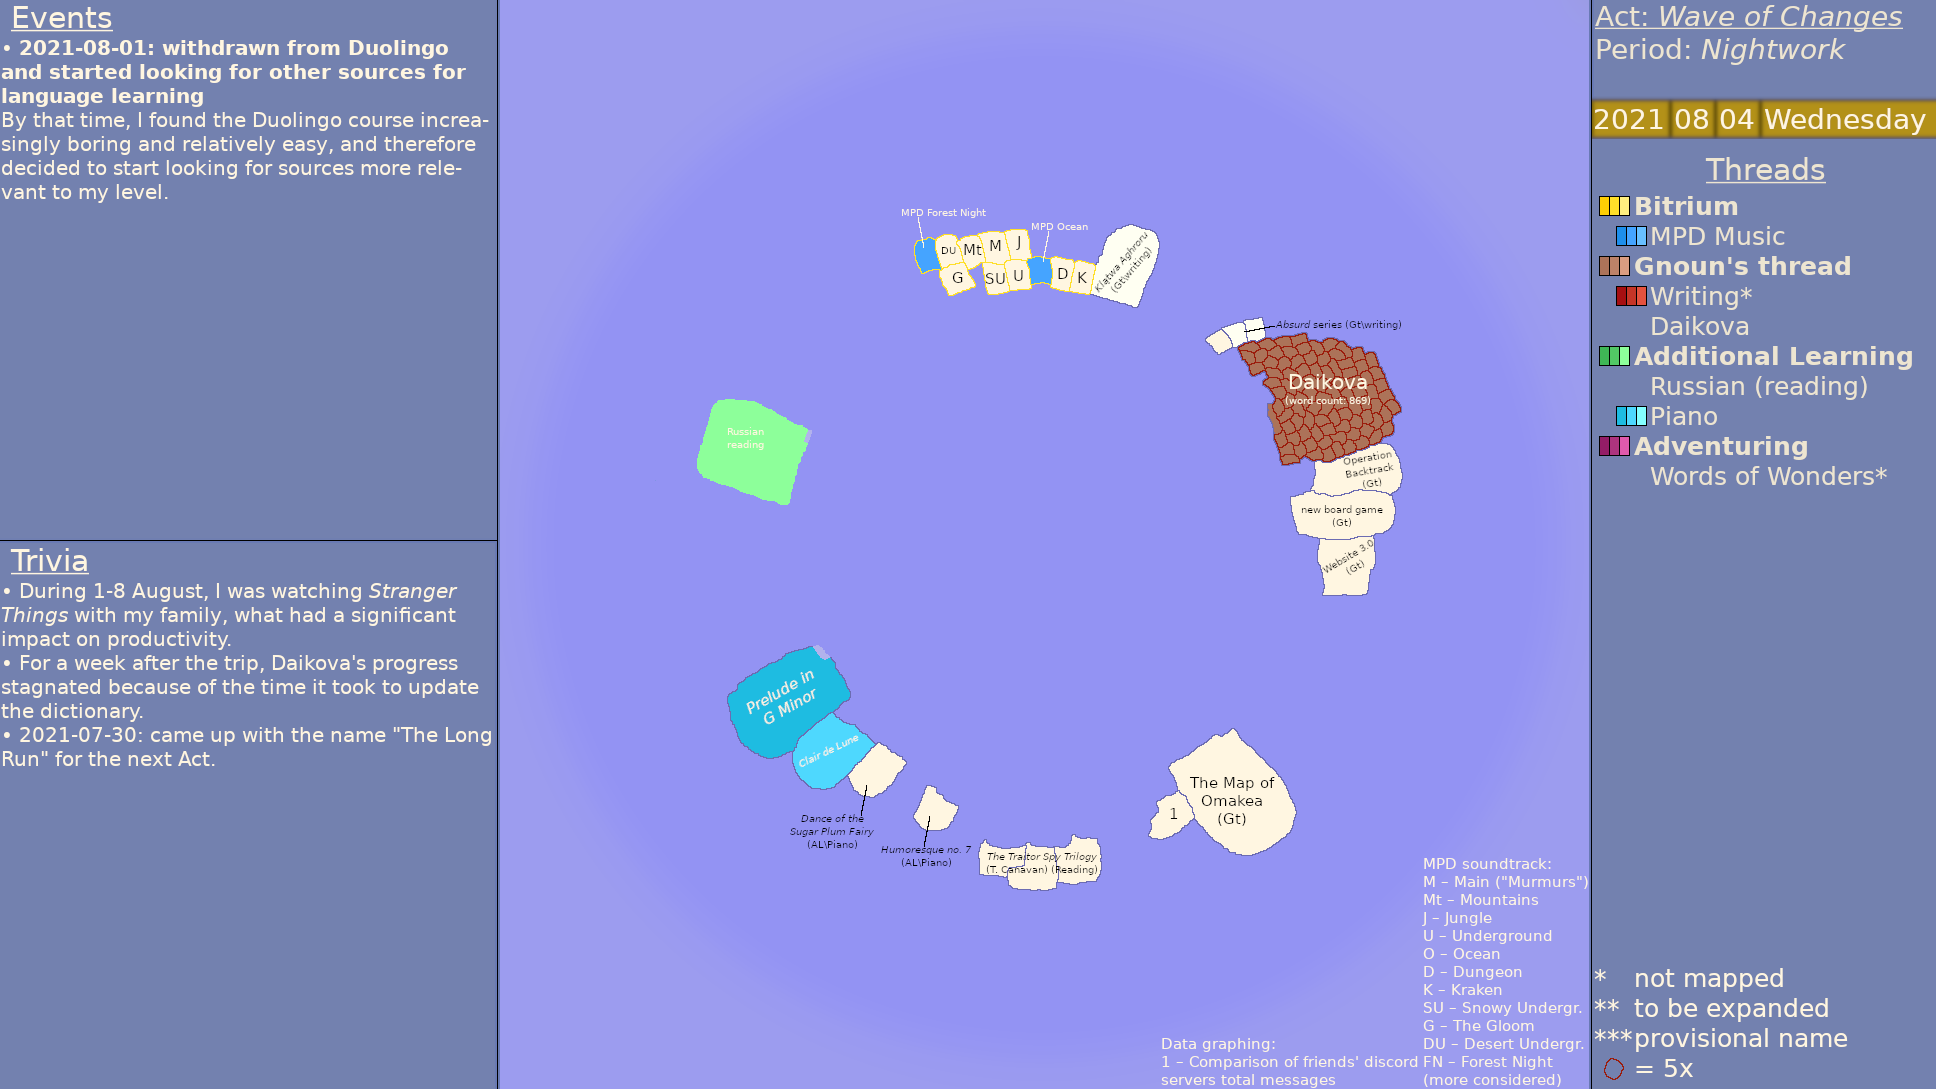 Events
• 2021-08-01: withdrawn from Duolingo
and started looking for other sources for
language learning
By that time, I found the Duolingo course increa-
singly boring and relatively easy, and therefore
decided to start looking for sources more rele-
vant to my level.
Trivia
• During 1-8 August, I was watching Stranger
Things with my family, what had a significant
impact on productivity.
• For a week after the trip, Daikova's progress
stagnated because of the time it took to update
the dictionary.
• 2021-07-30: came up with the name "The Long
Run" for the next Act.
MPD Forest Night
MPD Ocean
DU
Mt
M
J
G
SU
U
D
K
Klątwa Aghroru
(Gt\writing)
Absurd series (Gt\writing)
Daikova
(word count: 869)
Operation
Backtrack
(Gt)
new board game
(Gt)
Website 3.0
(Gt)
Russian
reading
Prelude in
G Minor
Clair de Lune
Dance of the
Sugar Plum Fairy
(AL\Piano)
Humoresque no. 7
(AL\Piano)
The Traitor Spy Trilogy
(T. Canavan) (Reading)
The Map of
Omakea
(Gt)
1
Data graphing:
1 – Comparison of friends' discord
servers total messages
MPD soundtrack:
M – Main ("Murmurs")
Mt – Mountains
J – Jungle
U – Underground
O – Ocean
D – Dungeon
K – Kraken
SU – Snowy Undergr.
G – The Gloom
DU – Desert Undergr.
FN – Forest Night
(more considered)
Act: Wave of Changes
Period: Nightwork
2021 08 04 Wednesday
Threads
Bitrium
MPD Music
Gnoun's thread
Writing*
Daikova
Additional Learning
Russian (reading)
Piano
Adventuring
Words of Wonders*
* not mapped
** to be expanded
*** provisional name
= 5x